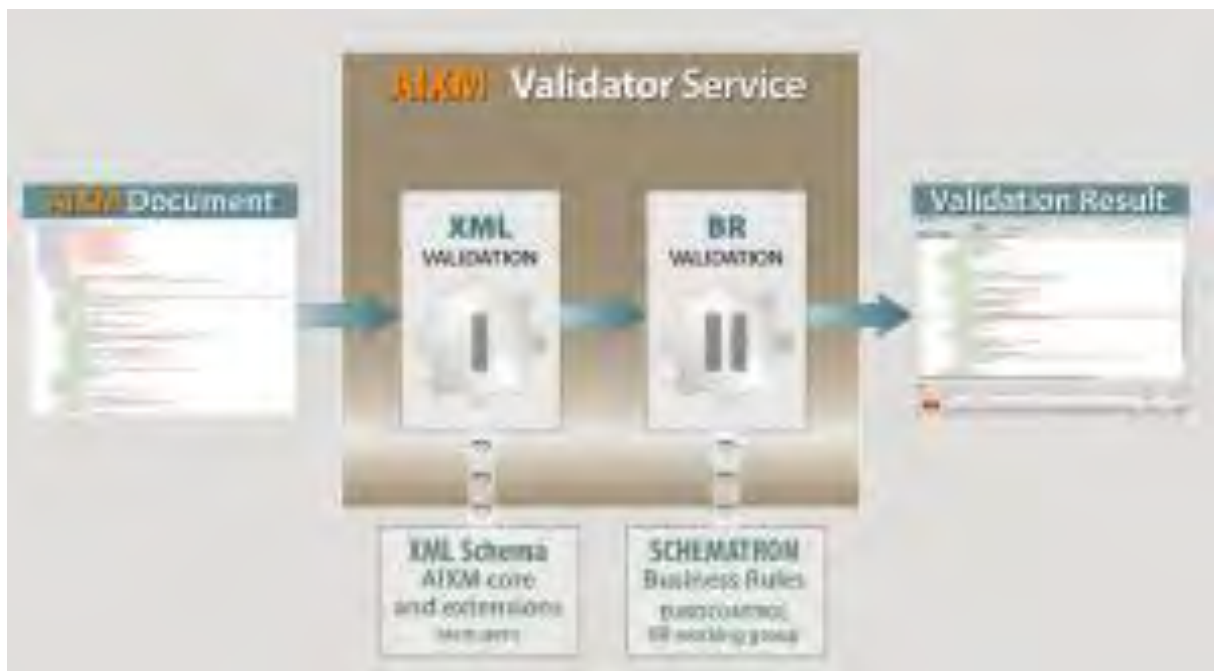 AIXM Validator Service
AIXM Document
XML
VALIDATION
I
BR
VALIDATION
II
Validation Result
XML Schema
AIXM core
and extensions
SCHEMATRON
Business Rules
EUROCONTROL
BR working group